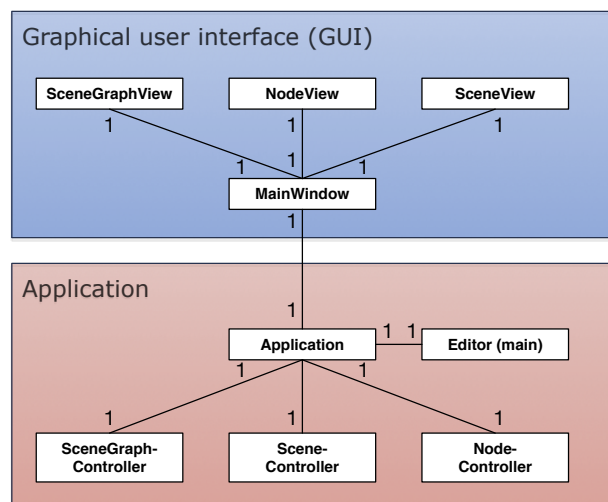 Graphical user interface (GUI)
SceneGraphView
NodeView
SceneView
1
1
1
1
1
1
MainWindow
1
Application
1
Application
1
1
Editor (main)
1
1
1
1
1
1
SceneGraph-
Controller
Scene-
Controller
Node-
Controller